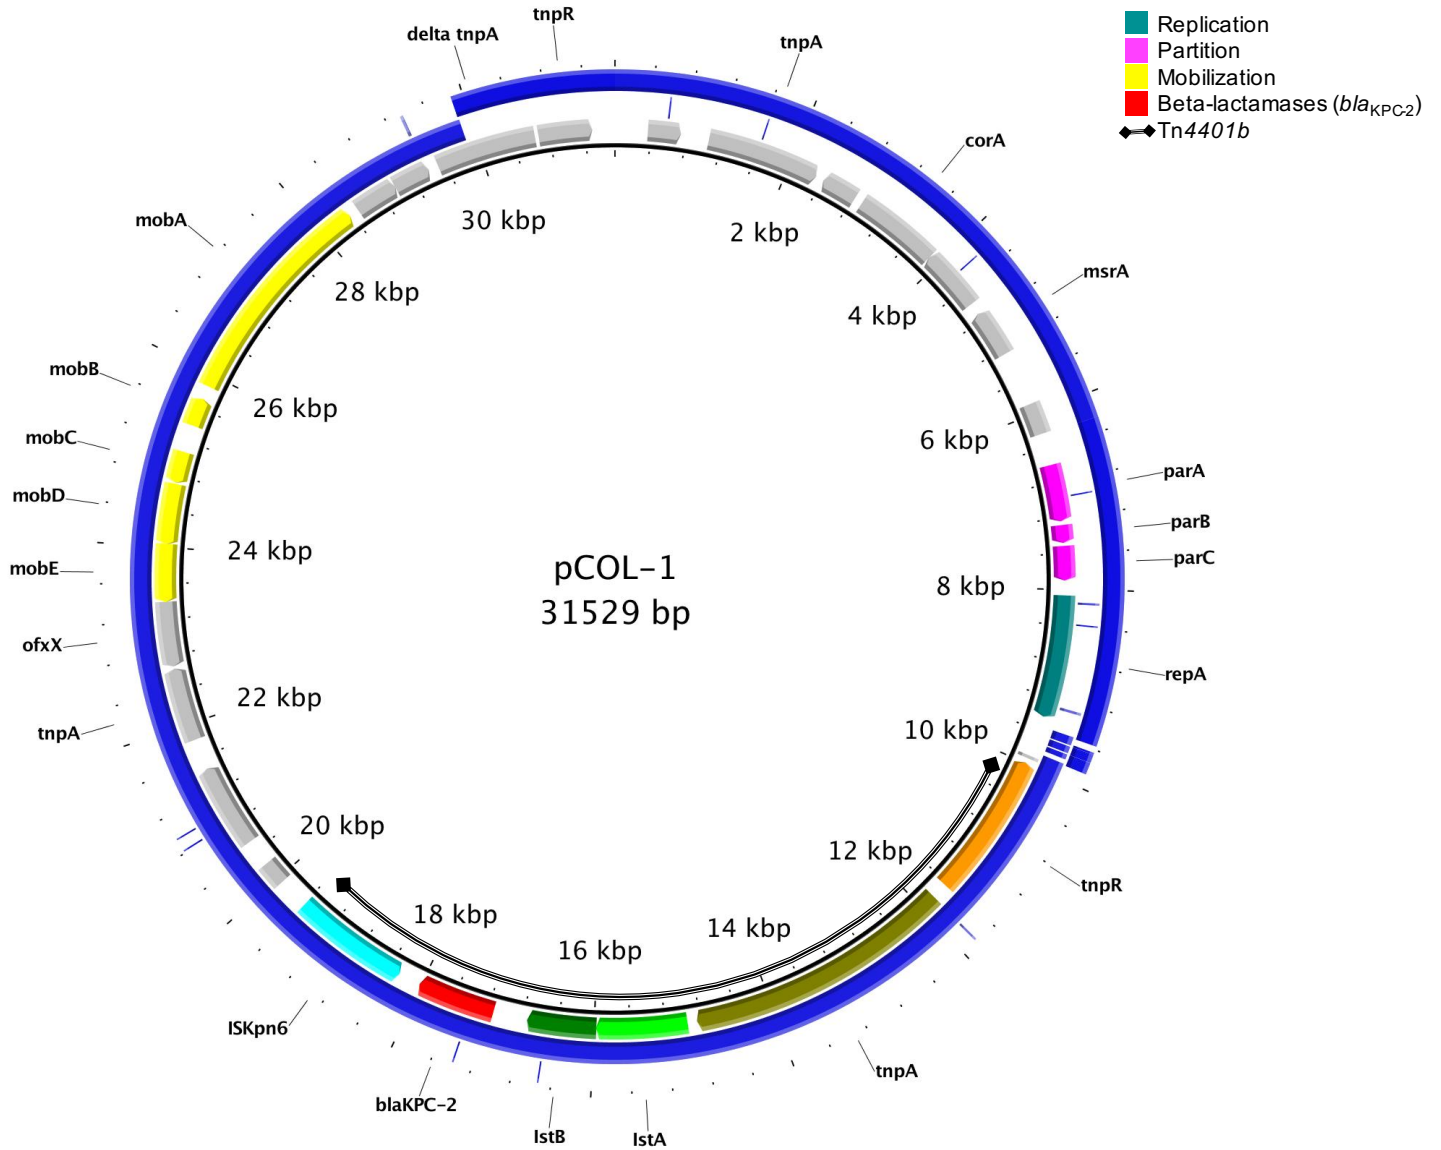 tnpR
delta tnpA
tnpA
corA
msrA
parA
parB
parC
repA
tnpR
tnpA
IstA
IstB
blaKPC-2
ISKpn6
tnpA
ofxX
mobE
mobD
mobC
mobB
mobA
Replication
Partition
Mobilization
Beta-lactamases (blaKPC-2)
Tn4401b
30 kbp
2 kbp
28 kbp
4 kbp
26 kbp
6 kbp
24 kbp
8 kbp
22 kbp
10 kbp
20 kbp
12 kbp
18 kbp
14 kbp
16 kbp
pCOL-1
31529 bp